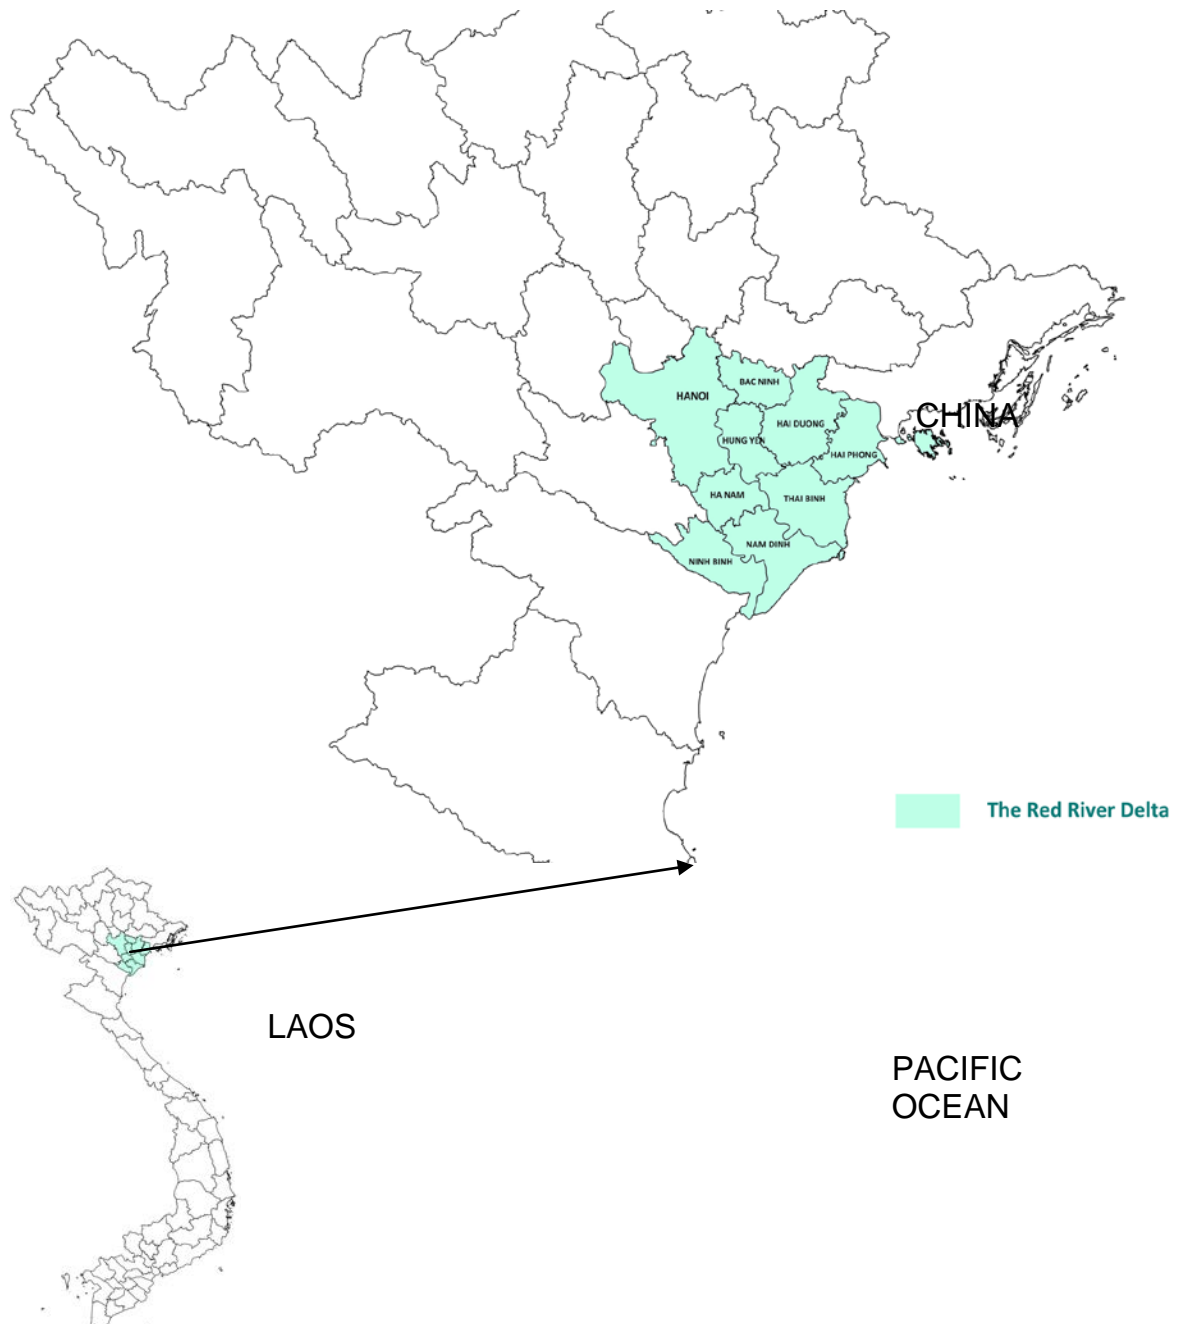 BAC NINH
HANOI
CHINA
HAI DUONG
HUNG YEN
HAI PHONG
HA NAM
THAI BINH
NAM DINH
NINH BINH
The Red River Delta
LAOS
PACIFIC
OCEAN